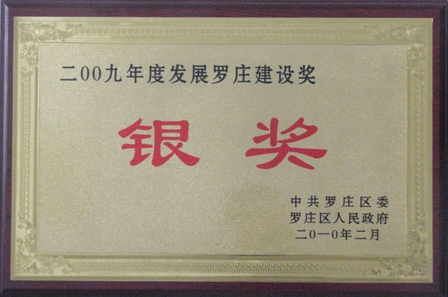 二00九年度发展罗庄建设奖
银奖
中共罗庄区委
罗庄区人民政府
二0一0年二月